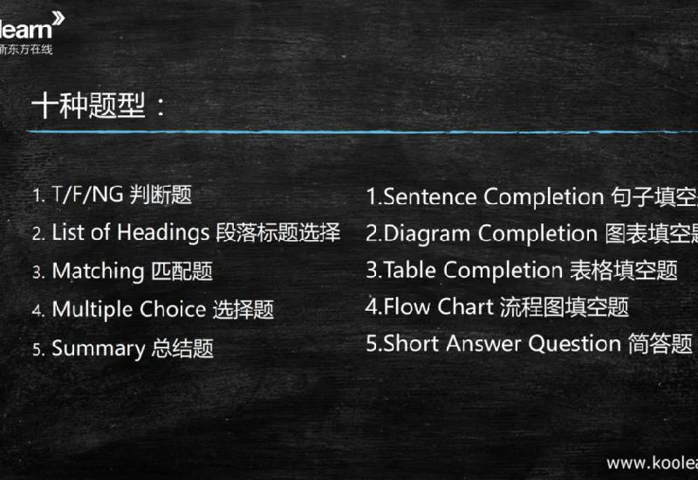 learn
新东方在线
十种题型：
1. T/F/NG 判断题
2. List of Headings 段落标题选择
3. Matching 匹配题
4. Multiple Choice 选择题
5. Summary 总结题
1.Sentence Completion 句子填空
2.Diagram Completion 图表填空题
3.Table Completion 表格填空题
4.Flow Chart 流程图填空题
5.Short Answer Question 简答题
www.koolea